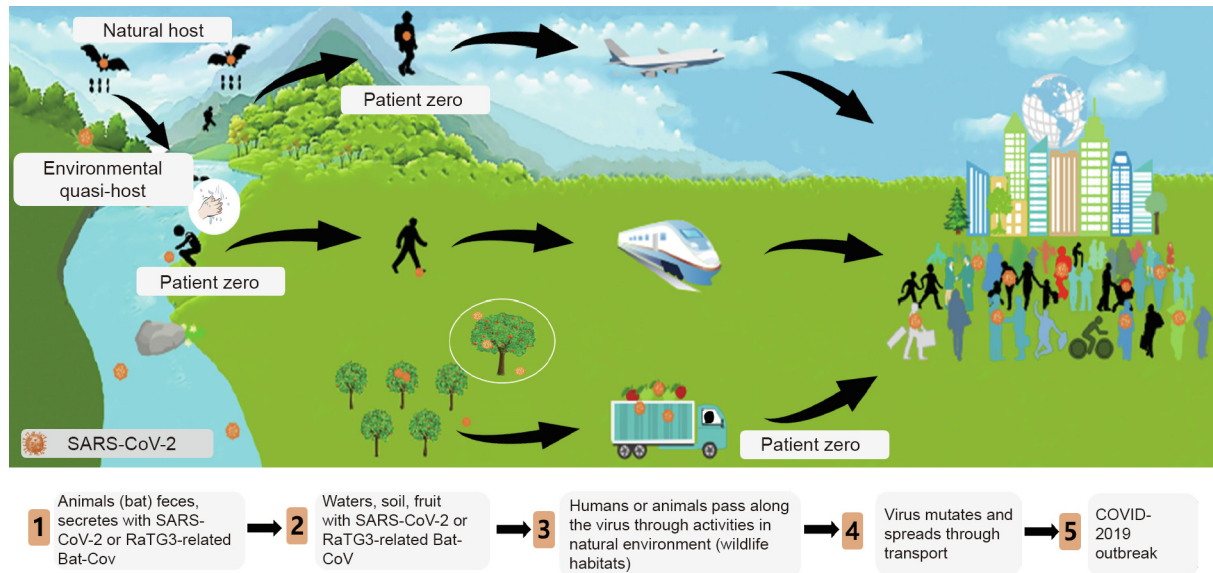 Natural host
Patient zero
Environmental
quasi-host
Patient zero
SARS-CoV-2
Patient zero
1
Animals (bat) feces,
secretes with SARS-
CoV-2 or RaTG3-related
Bat-Cov
2
Waters, soil, fruit
with SARS-CoV-2 or
RaTG3-related Bat-
CoV
3
Humans or animals pass along
the virus through activities in
natural environment (wildlife
habitats)
4
Virus mutates and
spreads through
transport
5
COVID-
2019
outbreak